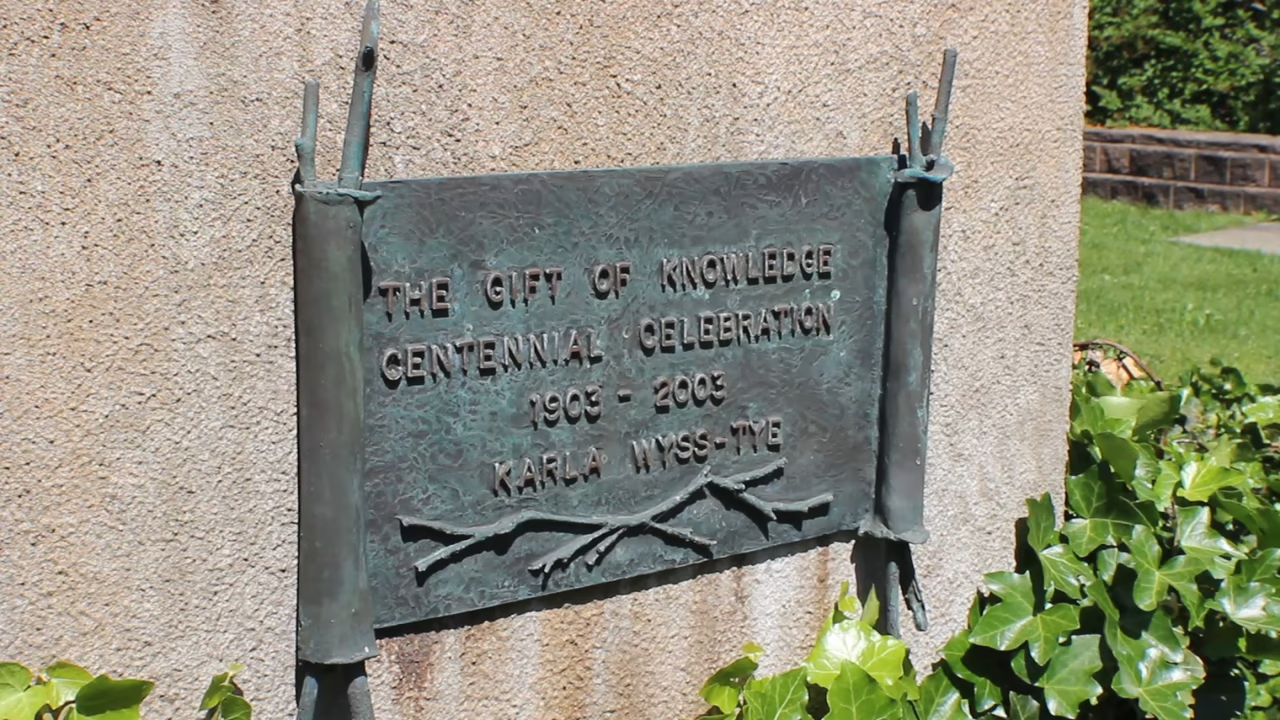 THE GIFT OF KNOWLEDGE
CENTENNIAL CELEBRATION
1903 - 2003
KARLA WYSS-TYE